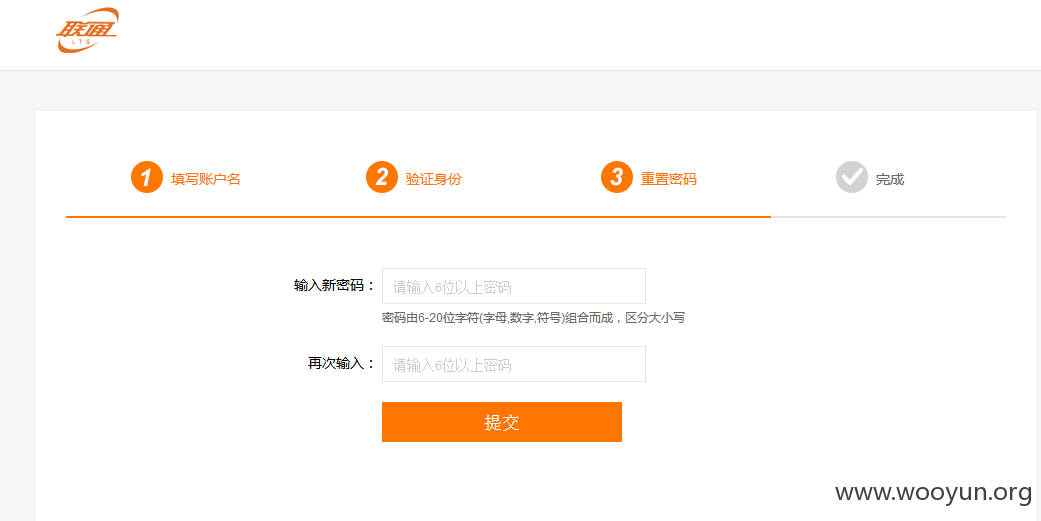 联通
LTG
1 填写账户名 2 验证身份 3 重置密码 完成
输入新密码： 请输入6位以上密码
密码由6-20位字符(字母,数字,符号)组合而成，区分大小写
再次输入： 请输入6位以上密码
提交
www.wooyun.org